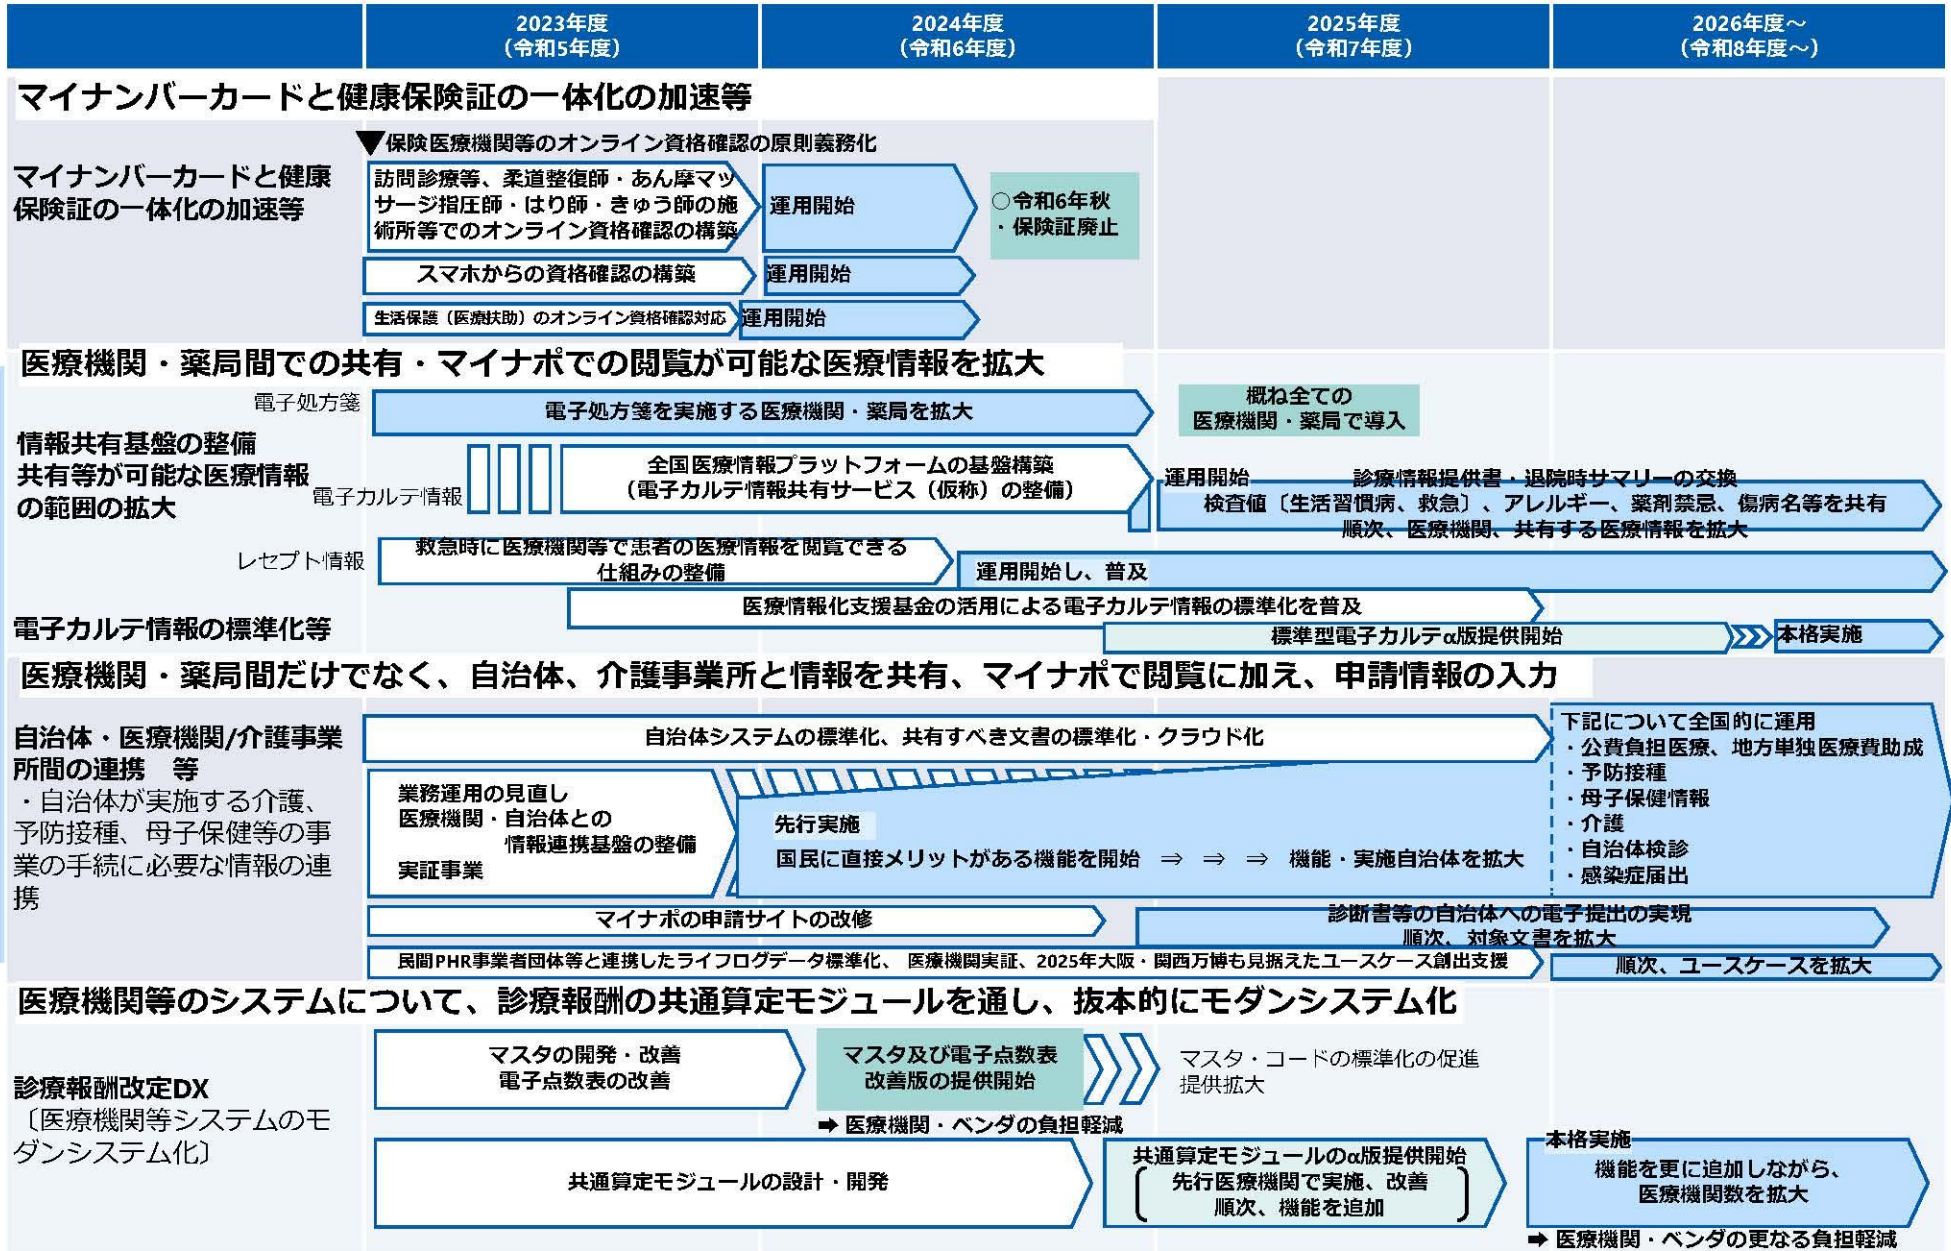 2023年度
(令和5年度)
2024年度
(令和6年度)
2025年度
(令和7年度)
2026年度～
(令和8年度～)
マイナンバーカードと健康保険証の一体化の加速等
マイナンバーカードと健康
保険証の一体化の加速等
▼保険医療機関等のオンライン資格確認の原則義務化
訪問診療等、柔道整復師・あん摩マッ
サージ指圧師・はり師・きゅう師の施
術所等でのオンライン資格確認の構築
運用開始
○令和6年秋
・保険証廃止
スマホからの資格確認の構築
運用開始
生活保護（医療扶助）のオンライン資格確認対応
運用開始
医療機関・薬局間での共有・マイナポでの閲覧が可能な医療情報を拡大
情報共有基盤の整備
共有等が可能な医療情報
の範囲の拡大
電子処方箋
電子処方箋を実施する医療機関・薬局を拡大
概ね全ての
医療機関・薬局で導入
電子カルテ情報
全国医療情報プラットフォームの基盤構築
（電子カルテ情報共有サービス（仮称）の整備）
運用開始
診療情報提供書・退院時サマリーの交換
検査値〔生活習慣病、救急〕、アレルギー、薬剤禁忌、傷病名等を共有
順次、医療機関、共有する医療情報を拡大
レセプト情報
救急時に医療機関等で患者の医療情報を閲覧できる
仕組みの整備
運用開始し、普及
電子カルテ情報の標準化等
医療情報化支援基金の活用による電子カルテ情報の標準化を普及
標準型電子カルテα版提供開始
本格実施
医療機関・薬局間だけでなく、自治体、介護事業所と情報を共有、マイナポで閲覧に加え、申請情報の入力
自治体・医療機関/介護事業
所間の連携　等
・自治体が実施する介護、
予防接種、母子保健等の事
業の手続に必要な情報の連
携
自治体システムの標準化、共有すべき文書の標準化・クラウド化
業務運用の見直し
医療機関・自治体との
情報連携基盤の整備
実証事業
先行実施
国民に直接メリットがある機能を開始　⇒　⇒　⇒　機能・実施自治体を拡大
下記について全国的に運用
・公費負担医療、地方単独医療費助成
・予防接種
・母子保健情報
・介護
・自治体検診
・感染症届出
マイナポの申請サイトの改修
診断書等の自治体への電子提出の実現
順次、対象文書を拡大
民間PHR事業者団体等と連携したライフログデータ標準化、 医療機関実証、2025年大阪・関西万博も見据えたユースケース創出支援
順次、ユースケースを拡大
医療機関等のシステムについて、診療報酬の共通算定モジュールを通し、抜本的にモダンシステム化
診療報酬改定DX
〔医療機関等システムのモ
ダンシステム化〕
マスタの開発・改善
電子点数表の改善
マスタ及び電子点数表
改善版の提供開始
マスタ・コードの標準化の促進
提供拡大
➡ 医療機関・ベンダの負担軽減
共通算定モジュールの設計・開発
共通算定モジュールのα版提供開始
先行医療機関で実施、改善
順次、機能を追加
本格実施
機能を更に追加しながら、
医療機関数を拡大
➡ 医療機関・ベンダの更なる負担軽減